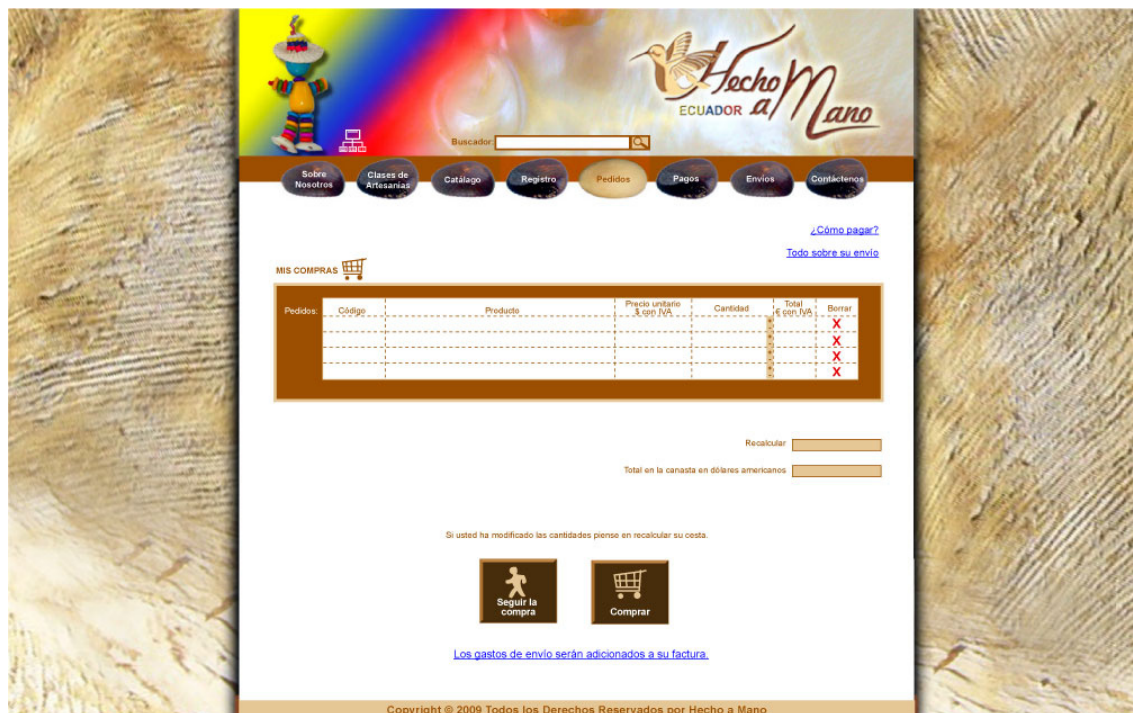 Hecho
a
Mano
ECUADOR
Buscador:
Sobre
Nosotros
Clases de
Artesanías
Catálago
Registro
Pedidos
Pagos
Envíos
Contáctenos
¿Cómo pagar?
Todo sobre su envío
MIS COMPRAS
Pedidos:
Código
Producto
Precio unitario
$ con IVA
Cantidad
Total
€ con IVA
Borrar
X
X
X
X
Recalcular
Total en la canasta en dólares americanos
Si usted ha modificado las cantidades piense en recalcular su cesta.
Seguir la
compra
Comprar
Los gastos de envío serán adicionados a su factura.
Copyright © 2009 Todos los Derechos Reservados por Hecho a Mano